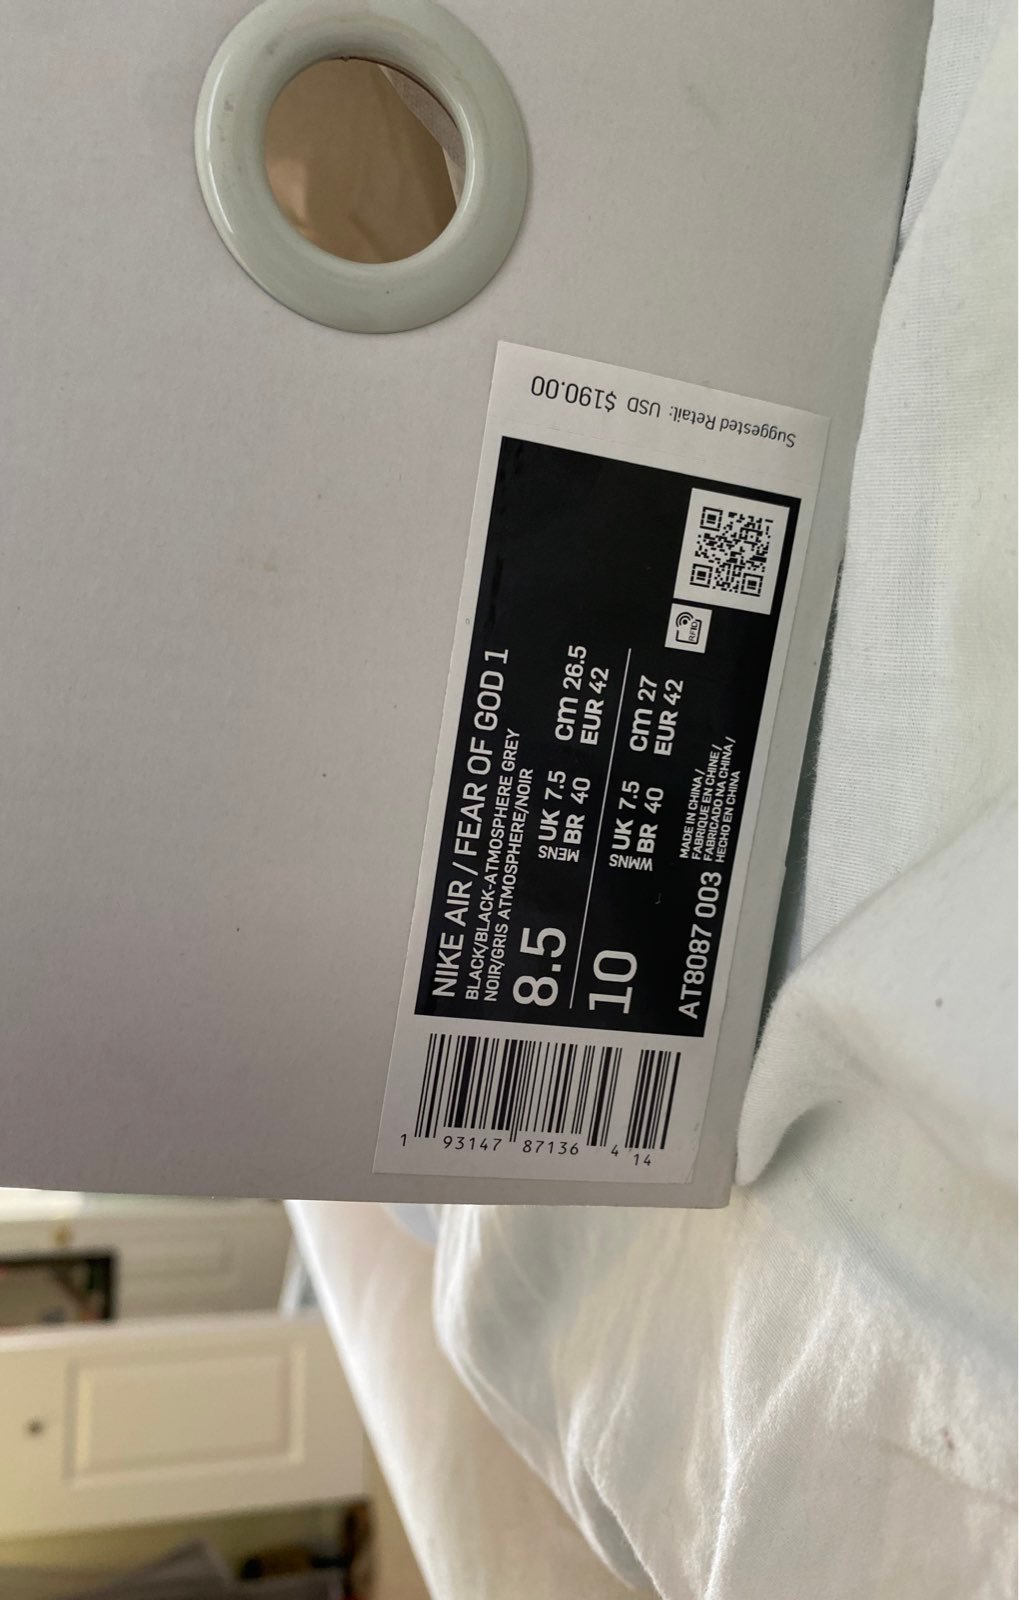 Suggested Retail: USD $190.00
NIKE AIR / FEAR OF GOD 1
BLACK/BLACK-ATMOSPHERE GREY
NOIR/GRIS ATMOSPHERE/NOIR
8.5 MENS UK 7.5 cm 26.5
BR 40 EUR 42
10 WMNS UK 7.5 cm 27
BR 40 EUR 42
RFID
AT8087 003
MADE IN CHINA /
FABRIQUE EN CHINE /
FABRICADO NA CHINA /
HECHO EN CHINA
1 93147 87136 4 14